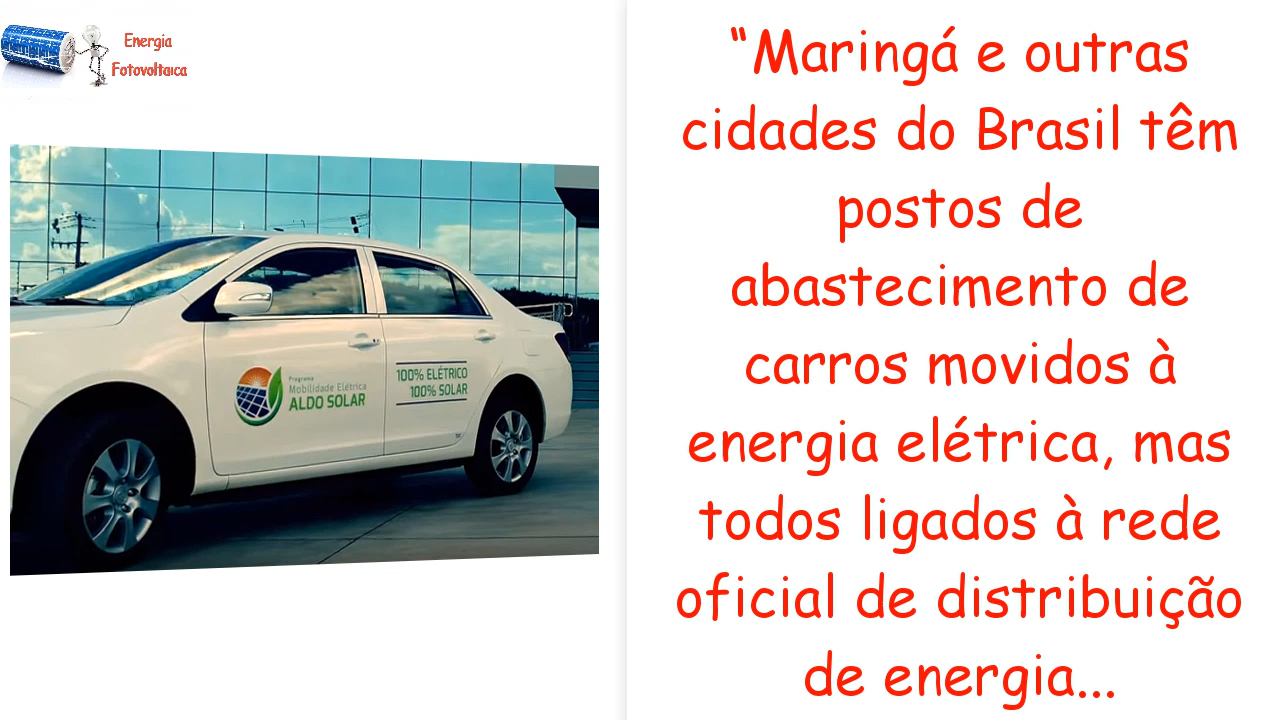 Energia
Fotovoltaica
Programa
Mobilidade Elétrica
ALDO SOLAR
100% ELÉTRICO
100% SOLAR
“Maringá e outras
cidades do Brasil têm
postos de
abastecimento de
carros movidos à
energia elétrica, mas
todos ligados à rede
oficial de distribuição
de energia...